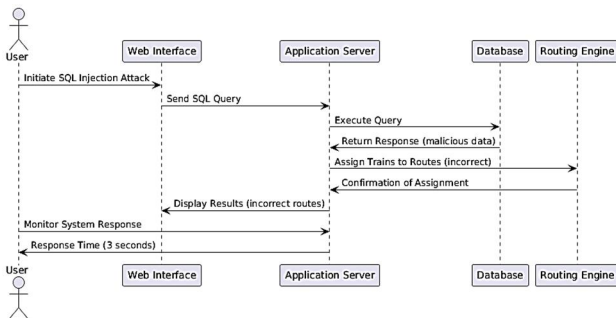 User
Web Interface
Application Server
Database
Routing Engine
Initiate SQL Injection Attack
Send SQL Query
Execute Query
Return Response (malicious data)
Assign Trains to Routes (incorrect)
Confirmation of Assignment
Display Results (incorrect routes)
Monitor System Response
Response Time (3 seconds)
User
Web Interface
Application Server
Database
Routing Engine